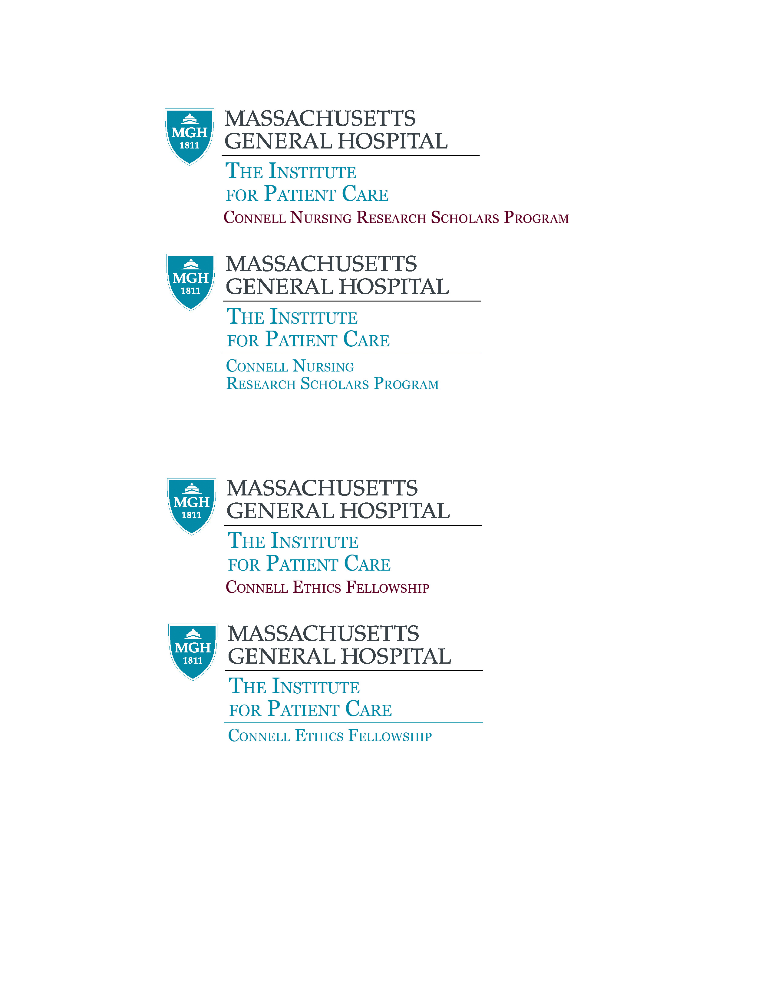 MGH
1811
MASSACHUSETTS
GENERAL HOSPITAL
The Institute
for Patient Care
Connell Nursing Research Scholars Program
MGH
1811
MASSACHUSETTS
GENERAL HOSPITAL
The Institute
for Patient Care
Connell Nursing
Research Scholars Program
MGH
1811
MASSACHUSETTS
GENERAL HOSPITAL
The Institute
for Patient Care
Connell Ethics Fellowship
MGH
1811
MASSACHUSETTS
GENERAL HOSPITAL
The Institute
for Patient Care
Connell Ethics Fellowship